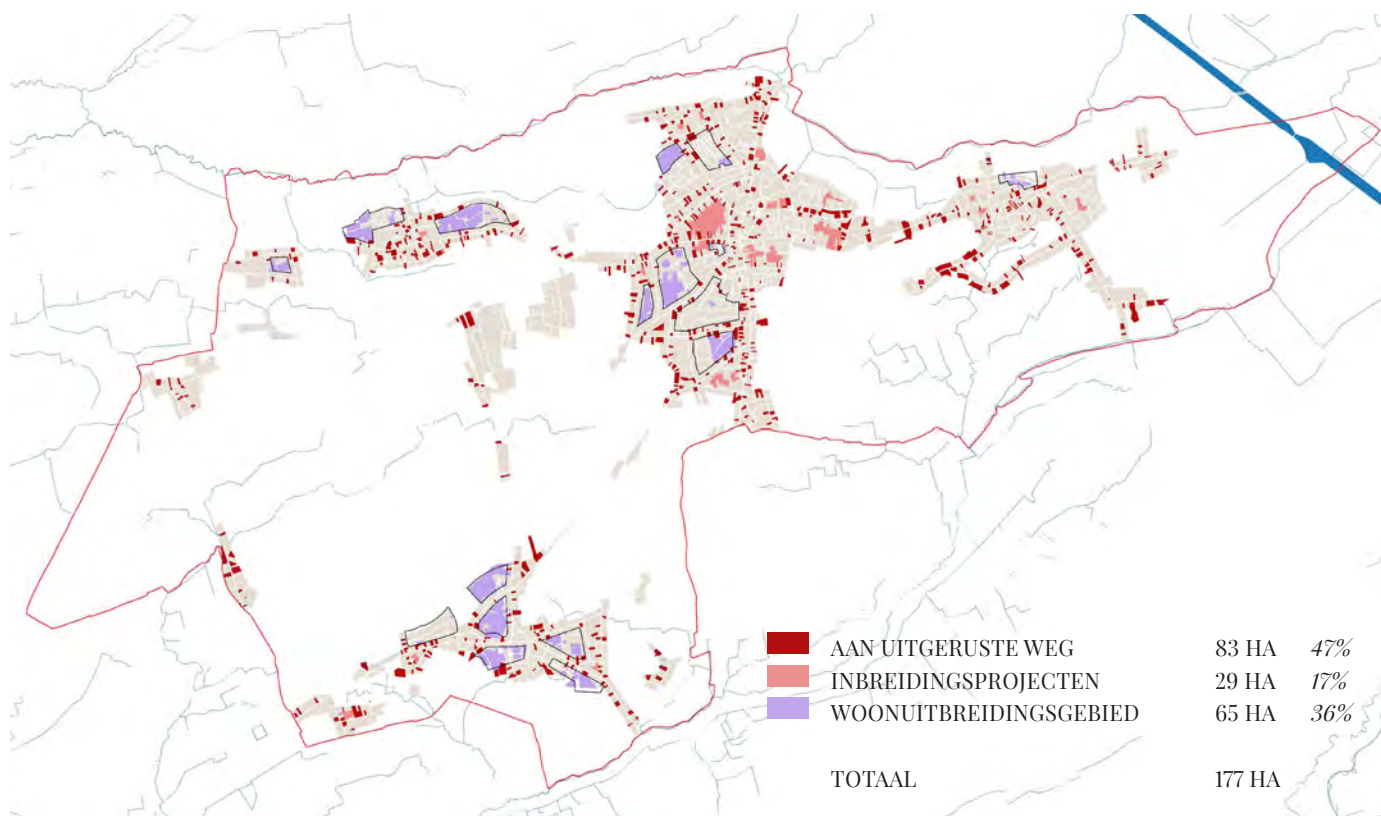 AAN UITGERUSTE WEG 83 HA 47%
INBREIDINGSPROJECTEN 29 HA 17%
WOONUITBREIDINGSGEBIED 65 HA 36%
TOTAAL 177 HA